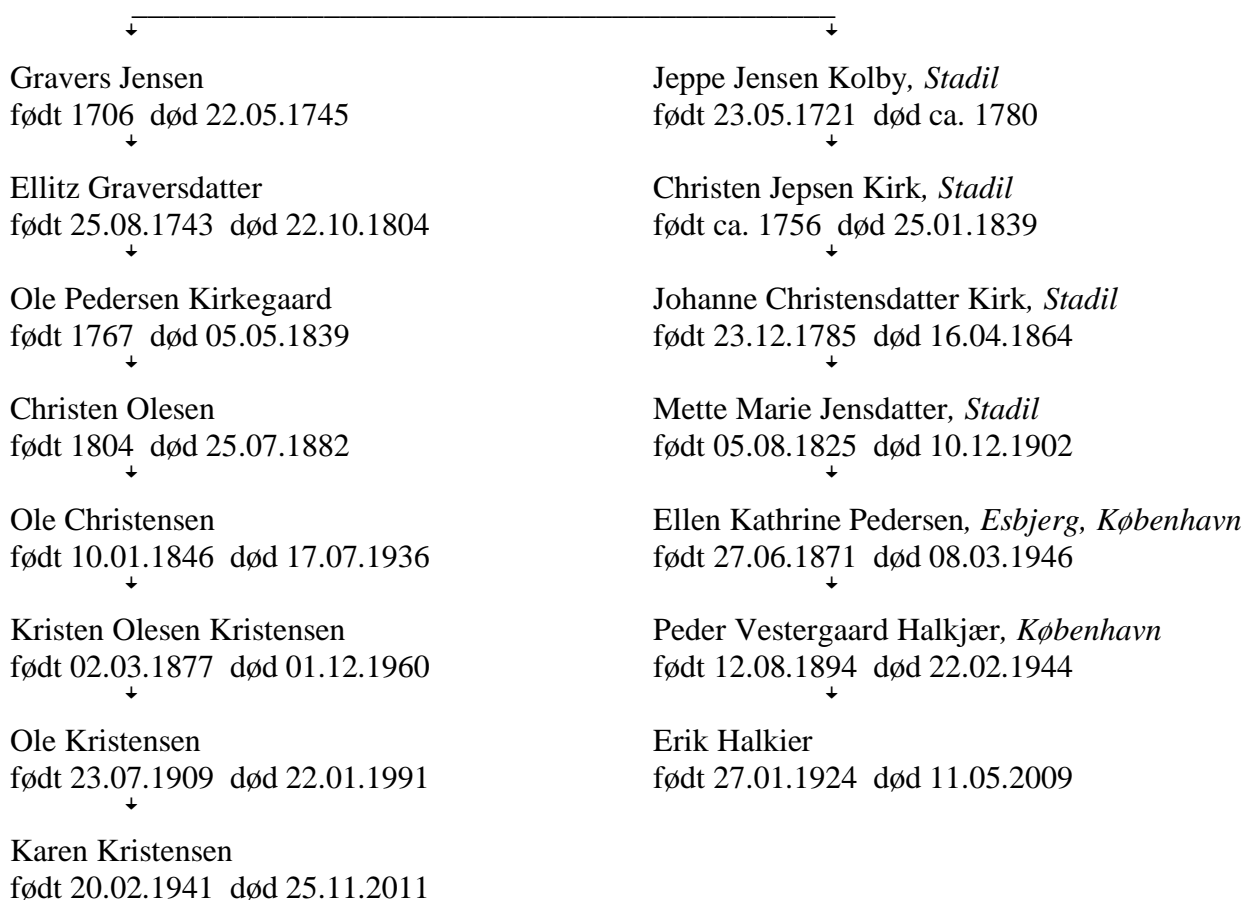 Gravers Jensen
født 1706 død 22.05.1745
Ellitz Graversdatter
født 25.08.1743 død 22.10.1804
Ole Pedersen Kirkegaard
født 1767 død 05.05.1839
Christen Olesen
født 1804 død 25.07.1882
Ole Christensen
født 10.01.1846 død 17.07.1936
Kristen Olesen Kristensen
født 02.03.1877 død 01.12.1960
Ole Kristensen
født 23.07.1909 død 22.01.1991
Karen Kristensen
født 20.02.1941 død 25.11.2011
Jeppe Jensen Kolby, Stadil
født 23.05.1721 død ca. 1780
Christen Jepsen Kirk, Stadil
født ca. 1756 død 25.01.1839
Johanne Christensdatter Kirk, Stadil
født 23.12.1785 død 16.04.1864
Mette Marie Jensdatter, Stadil
født 05.08.1825 død 10.12.1902
Ellen Kathrine Pedersen, Esbjerg, København
født 27.06.1871 død 08.03.1946
Peder Vestergaard Halkjær, København
født 12.08.1894 død 22.02.1944
Erik Halkier
født 27.01.1924 død 11.05.2009